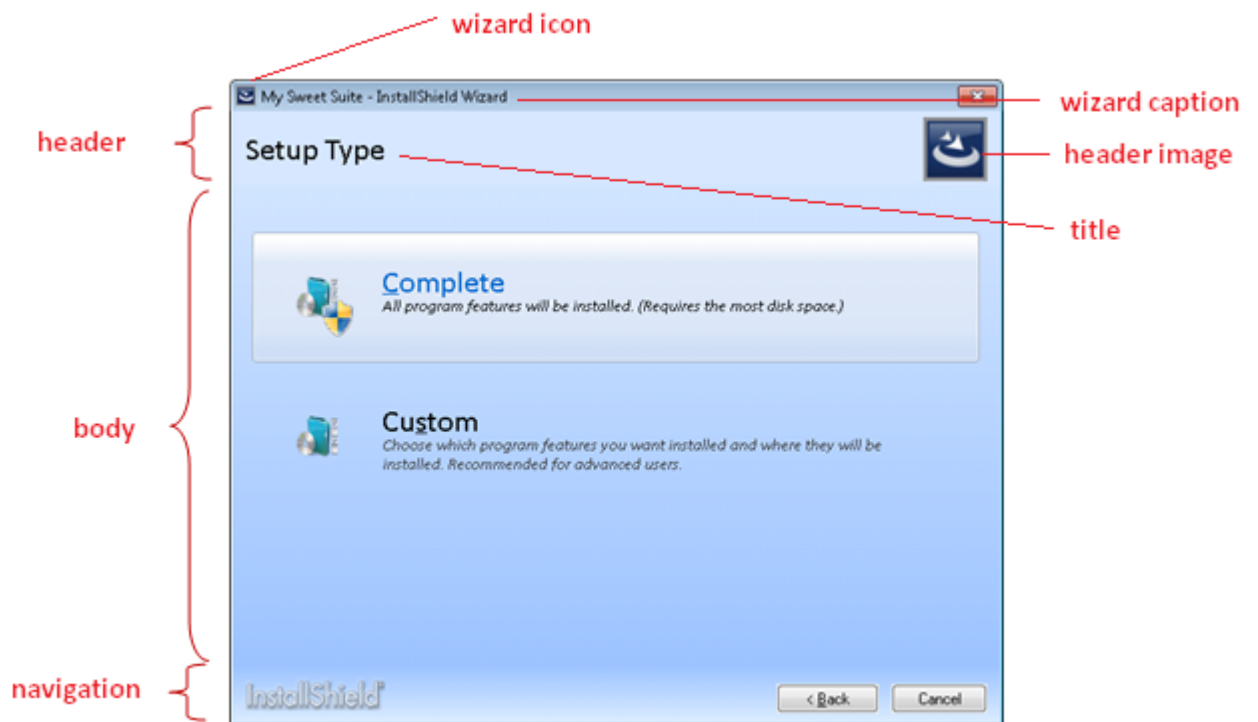 wizard icon
My Sweet Suite - InstallShield Wizard
wizard caption
header
Setup Type
header image
title
Complete
All program features will be installed. (Requires the most disk space.)
body
Custom
Choose which program features you want installed and where they will be
installed. Recommended for advanced users.
navigation
InstallShield
< Back
Cancel